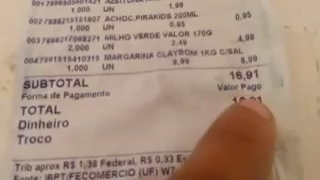 AZEITONA
1,000 UN 1,99
ACHOC.PIRAKIDS 200ML
1,000 UN 0,95 0,95
MILHO VERDE VALOR 170G
2,000 UN 2,49 4,98
MARGARINA CLAYBOM 1KG C/SAL
1,000 UN 8,99 8,99
SUBTOTAL 16,91
Forma de Pagamento Valor Pago
TOTAL
Dinheiro
Troco
Trib aprox R$ 1,38 Federal, R$ 0,33 E
Fonte: IBPT/FECOMERCIO (UF) W7